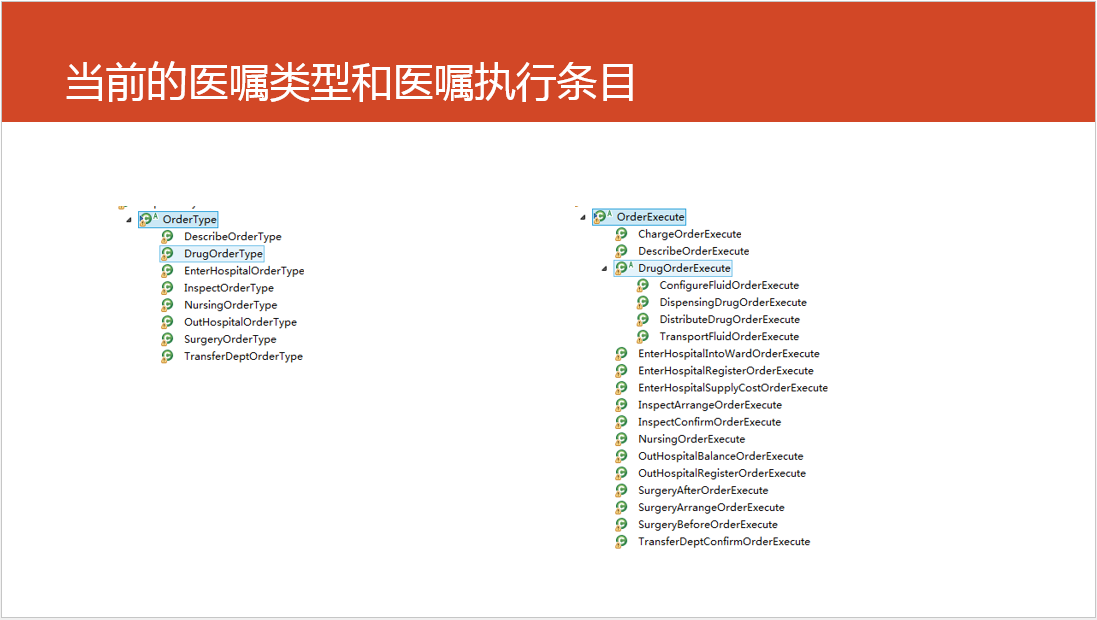 当前的医嘱类型和医嘱执行条目
OrderType
DescribeOrderType
DrugOrderType
EnterHospitalOrderType
InspectOrderType
NursingOrderType
OutHospitalOrderType
SurgeryOrderType
TransferDeptOrderType
OrderExecute
ChargeOrderExecute
DescribeOrderExecute
DrugOrderExecute
ConfigureFluidOrderExecute
DispensingDrugOrderExecute
DistributeDrugOrderExecute
TransportFluidOrderExecute
EnterHospitalIntoWardOrderExecute
EnterHospitalRegisterOrderExecute
EnterHospitalSupplyCostOrderExecute
InspectArrangeOrderExecute
InspectConfirmOrderExecute
NursingOrderExecute
OutHospitalBalanceOrderExecute
OutHospitalRegisterOrderExecute
SurgeryAfterOrderExecute
SurgeryArrangeOrderExecute
SurgeryBeforeOrderExecute
TransferDeptConfirmOrderExecute